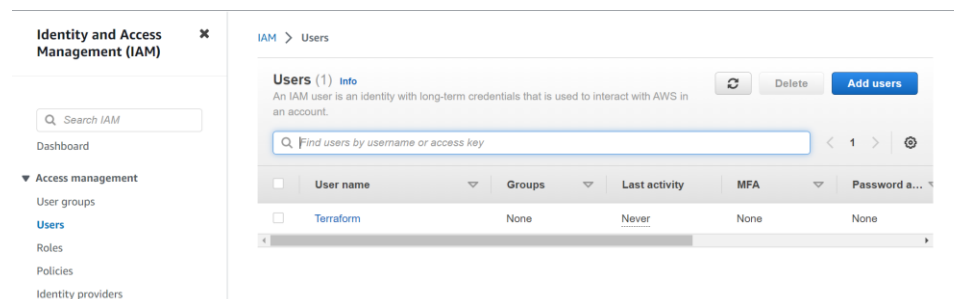 Identity and Access
Management (IAM)
Search IAM
Dashboard
Access management
User groups
Users
Roles
Policies
Identity providers
IAM > Users
Users (1) Info
An IAM user is an identity with long-term credentials that is used to interact with AWS in
an account.
Delete
Add users
Find users by username or access key
1
User name Groups Last activity MFA Password a...
Terraform None Never None None